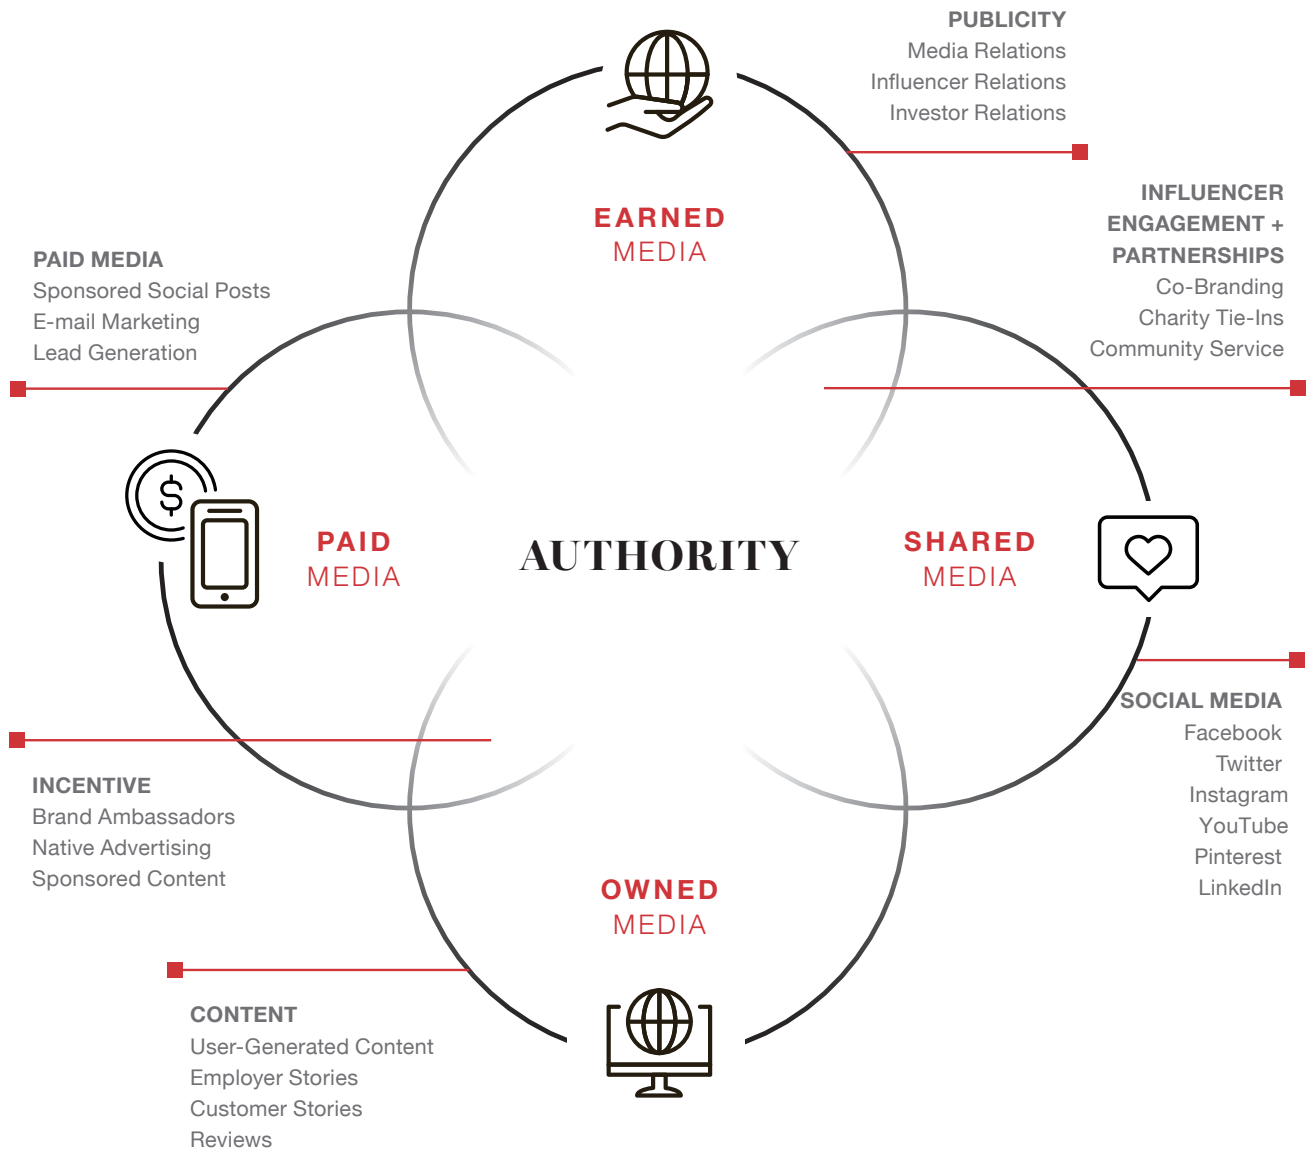 PUBLICITY
Media Relations
Influencer Relations
Investor Relations
INFLUENCER
ENGAGEMENT +
PARTNERSHIPS
Co-Branding
Charity Tie-Ins
Community Service
EARNED
MEDIA
PAID MEDIA
Sponsored Social Posts
E-mail Marketing
Lead Generation
$
PAID
MEDIA
AUTHORITY
SHARED
MEDIA
SOCIAL MEDIA
Facebook
Twitter
Instagram
YouTube
Pinterest
LinkedIn
INCENTIVE
Brand Ambassadors
Native Advertising
Sponsored Content
OWNED
MEDIA
CONTENT
User-Generated Content
Employer Stories
Customer Stories
Reviews